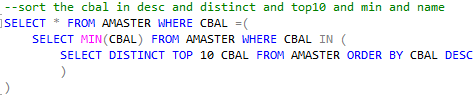 --sort the cbal in desc and distinct and top10 and min and name
SELECT * FROM AMASTER WHERE CBAL =(
SELECT MIN(CBAL) FROM AMASTER WHERE CBAL IN (
SELECT DISTINCT TOP 10 CBAL FROM AMASTER ORDER BY CBAL DESC
)
)